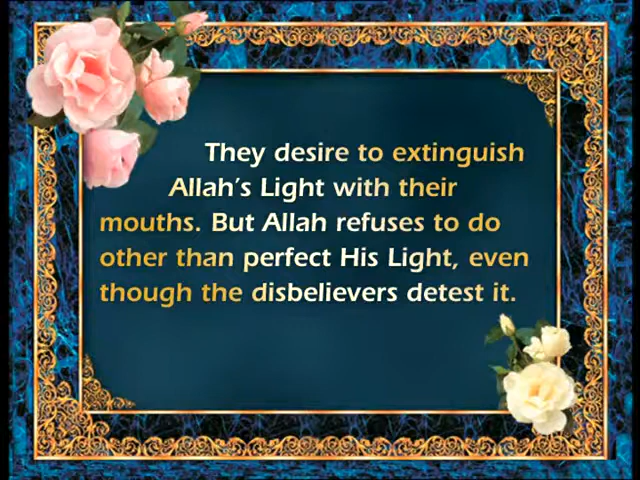 They desire to extinguish
Allah's Light with their
mouths. But Allah refuses to do
other than perfect His Light, even
though the disbelievers detest it.